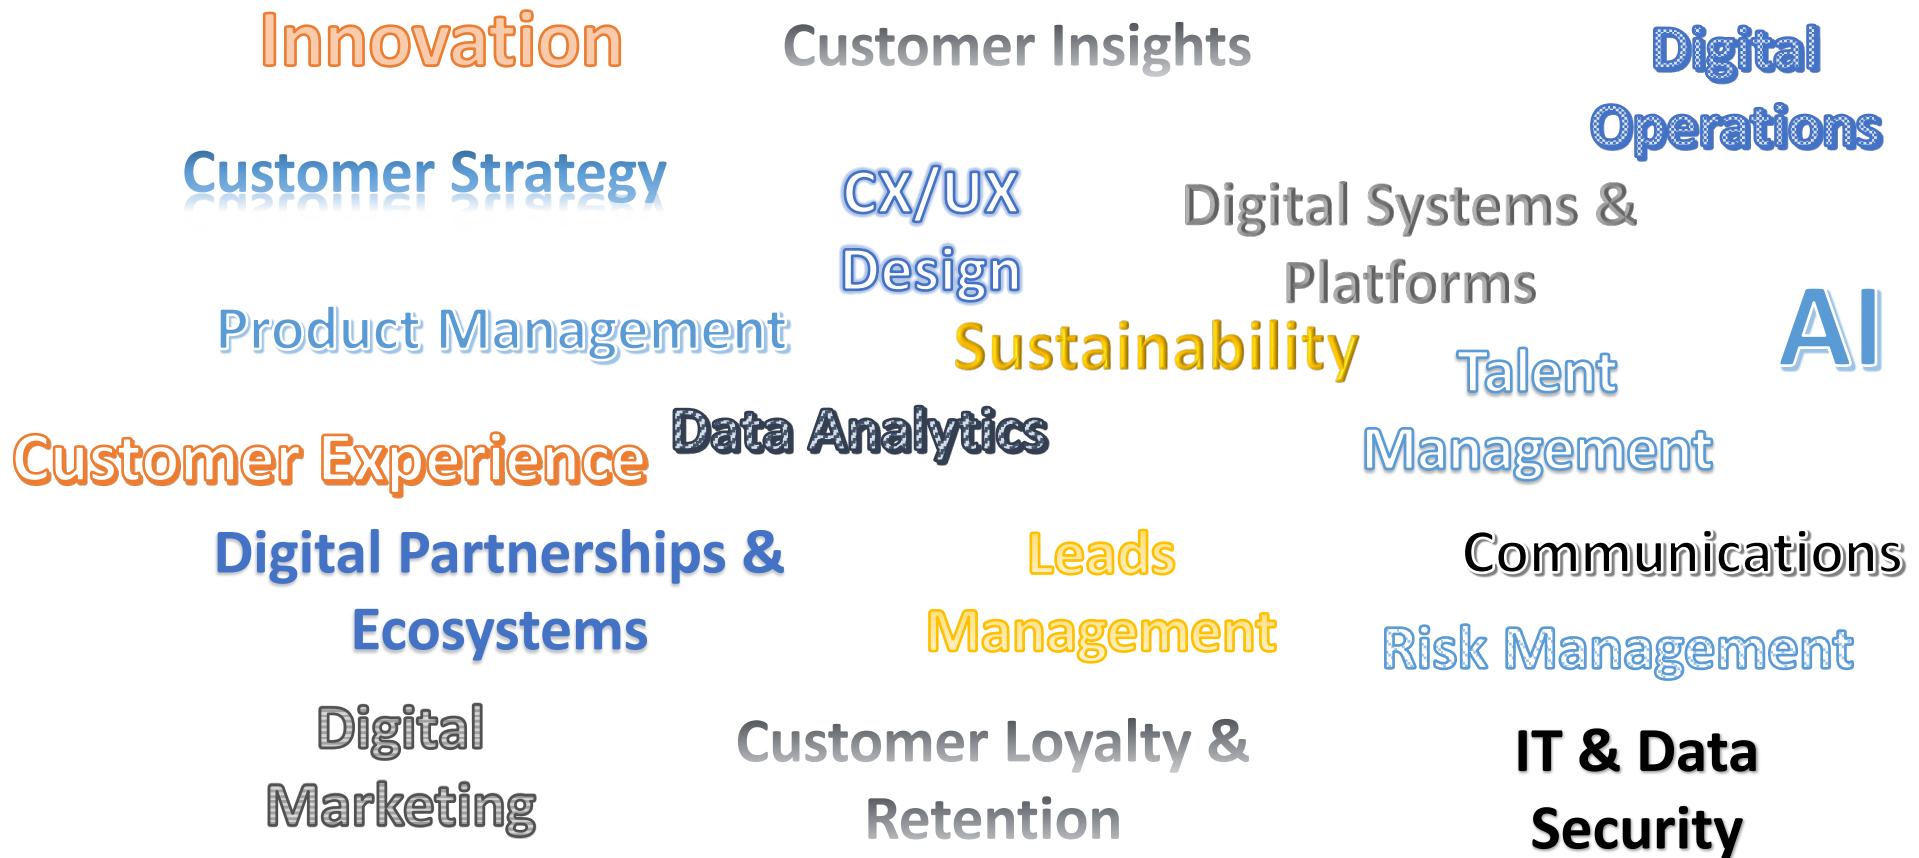 Innovation
Customer Insights
Digital
Operations
Customer Strategy
CX/UX
Design
Digital Systems &
Platforms
Product Management
Sustainability
AI
Talent
Management
Customer Experience
Data Analytics
Digital Partnerships &
Ecosystems
Leads
Management
Communications
Risk Management
Digital
Marketing
Customer Loyalty &
Retention
IT & Data
Security